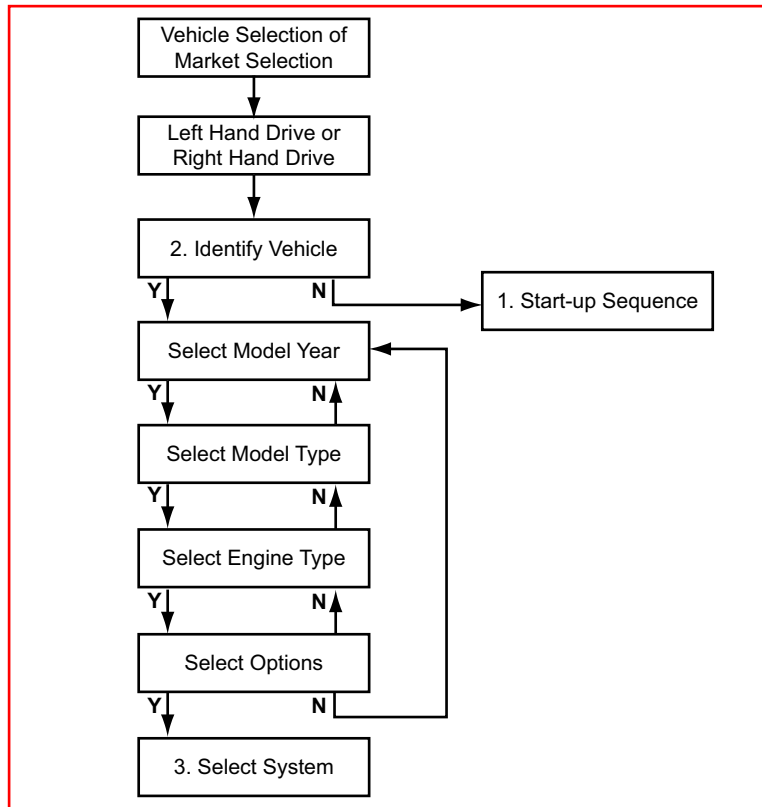 Vehicle Selection of
Market Selection
Left Hand Drive or
Right Hand Drive
2. Identify Vehicle
Y
N
1. Start-up Sequence
Select Model Year
Y
N
Select Model Type
Y
N
Select Engine Type
Y
N
Select Options
Y
N
3. Select System